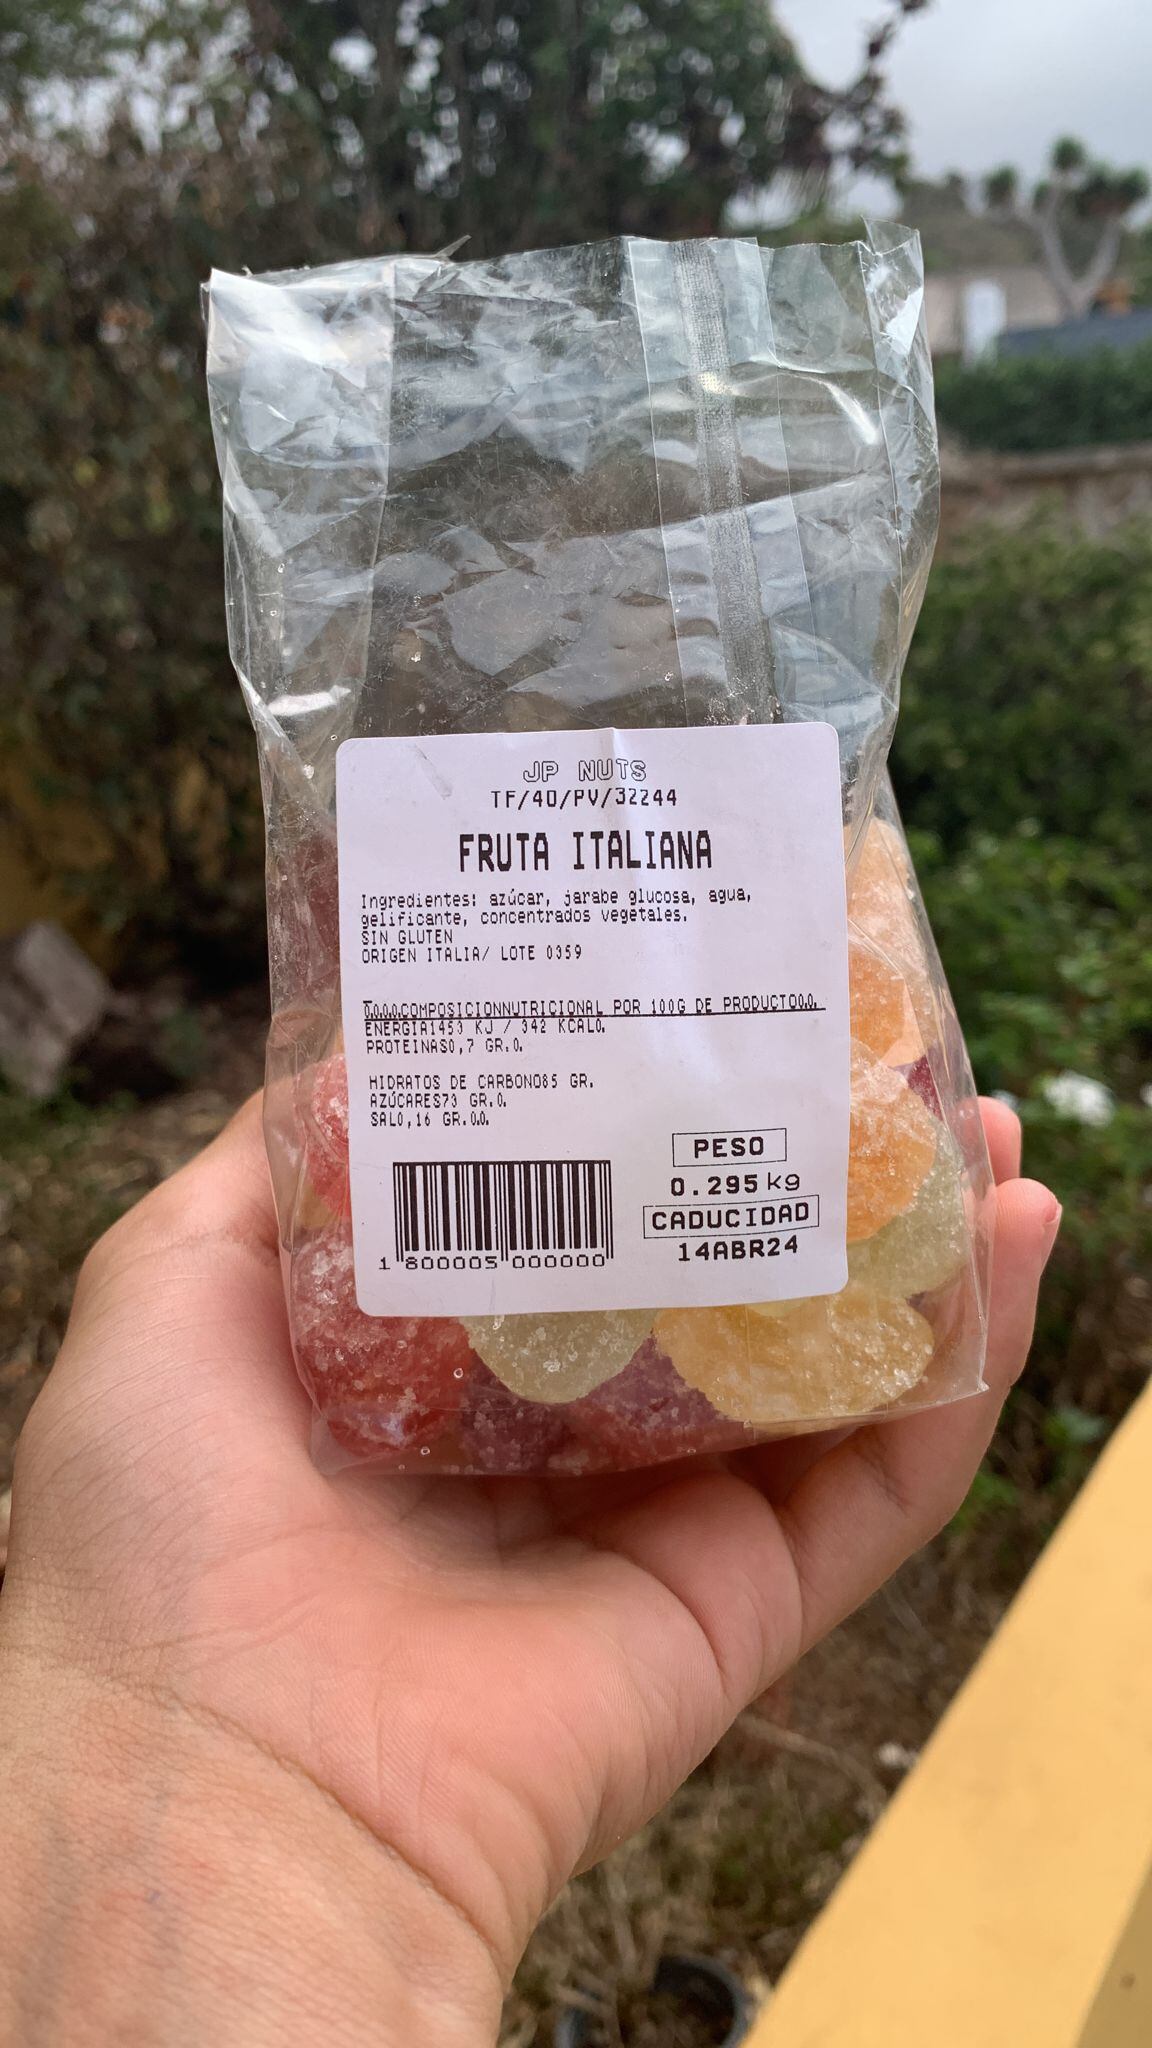 JP NUTS
TF/40/PV/32244
FRUTA ITALIANA
Ingredientes: azúcar, jarabe glucosa, agua,
gelificante, concentrados vegetales.
SIN GLUTEN
ORIGEN ITALIA/ LOTE 0359
0.0.0.COMPOSICIONNUTRICIONAL POR 100G DE PRODUCTO0.0.
ENERGIA1453 KJ / 342 KCAL0.
PROTEINAS0,7 GR.0.
HIDRATOS DE CARBONO85 GR.
AZÚCARES73 GR.0.
SAL0,16 GR.0.0.
PESO
0.295 kg
CADUCIDAD
14ABR24
1 800005 000000